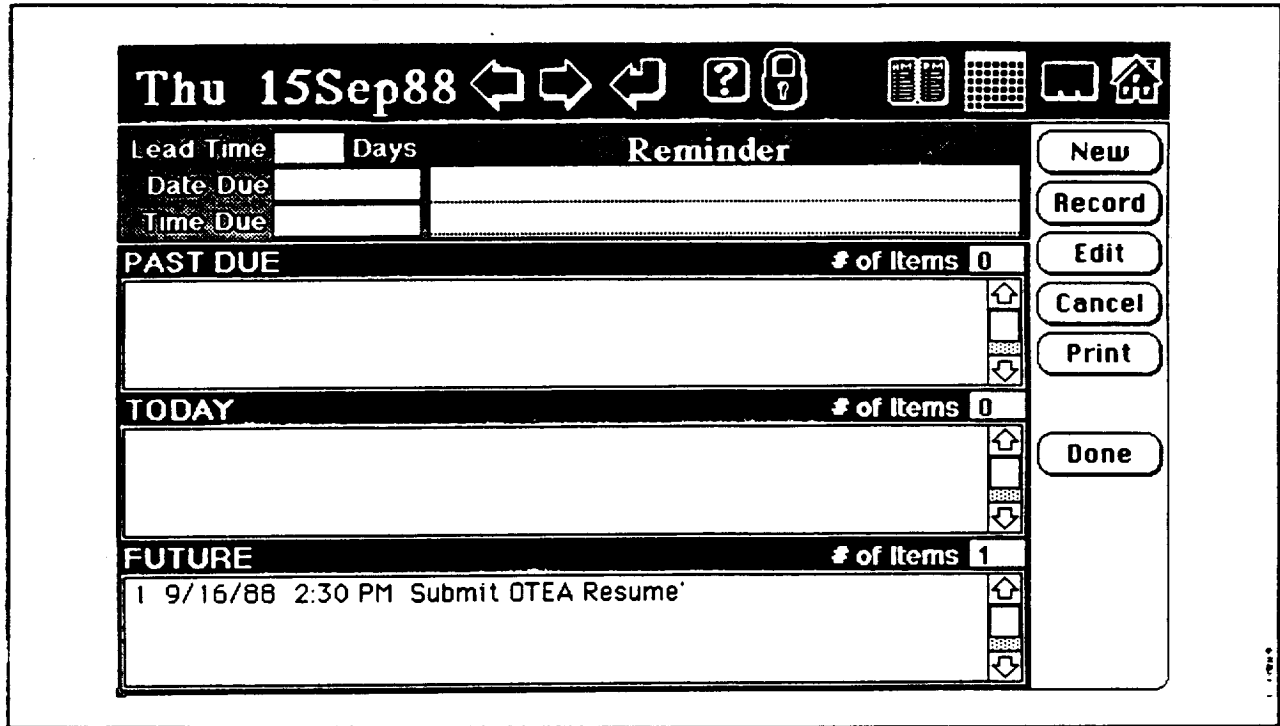 Thu 15Sep88 ?
AM PM
Lead Time Days Reminder
Date Due
Time Due
PAST DUE # of Items 0
TODAY # of Items 0
FUTURE # of Items 1
1 9/16/88 2:30 PM Submit OTEA Resume'
New
Record
Edit
Cancel
Print
Done